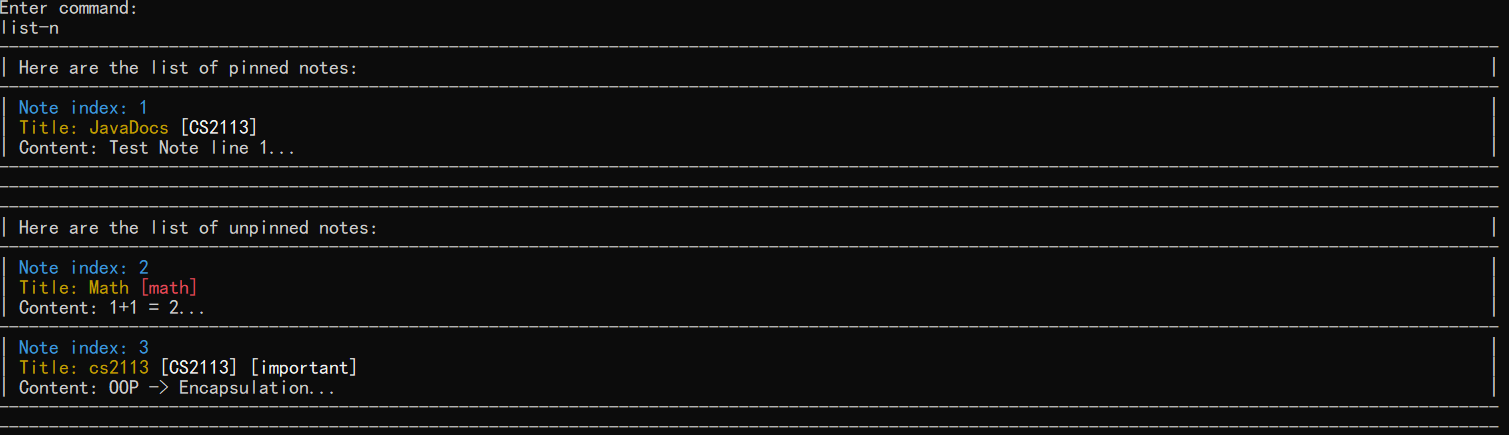 Enter command:
list-n
| Here are the list of pinned notes: |
| Note index: 1 |
| Title: JavaDocs [CS2113] |
| Content: Test Note line 1... |
| Here are the list of unpinned notes: |
| Note index: 2 |
| Title: Math [math] |
| Content: 1+1 = 2... |
| Note index: 3 |
| Title: cs2113 [CS2113] [important] |
| Content: OOP -> Encapsulation... |